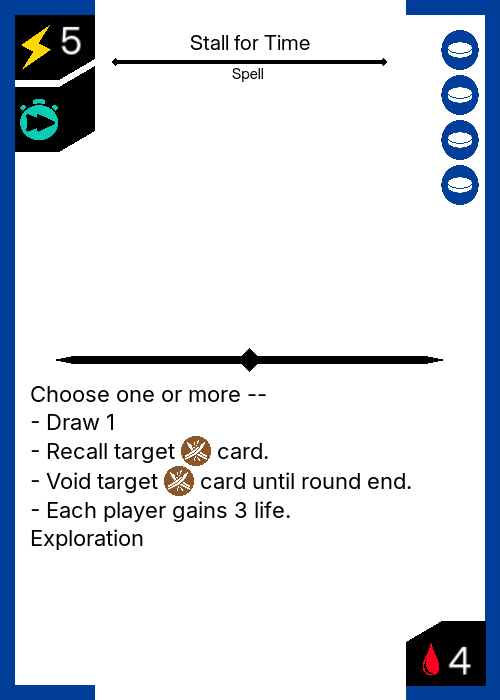 5
Stall for Time
Spell
Choose one or more --
- Draw 1
- Recall target card.
- Void target card until round end.
- Each player gains 3 life.
Exploration
4